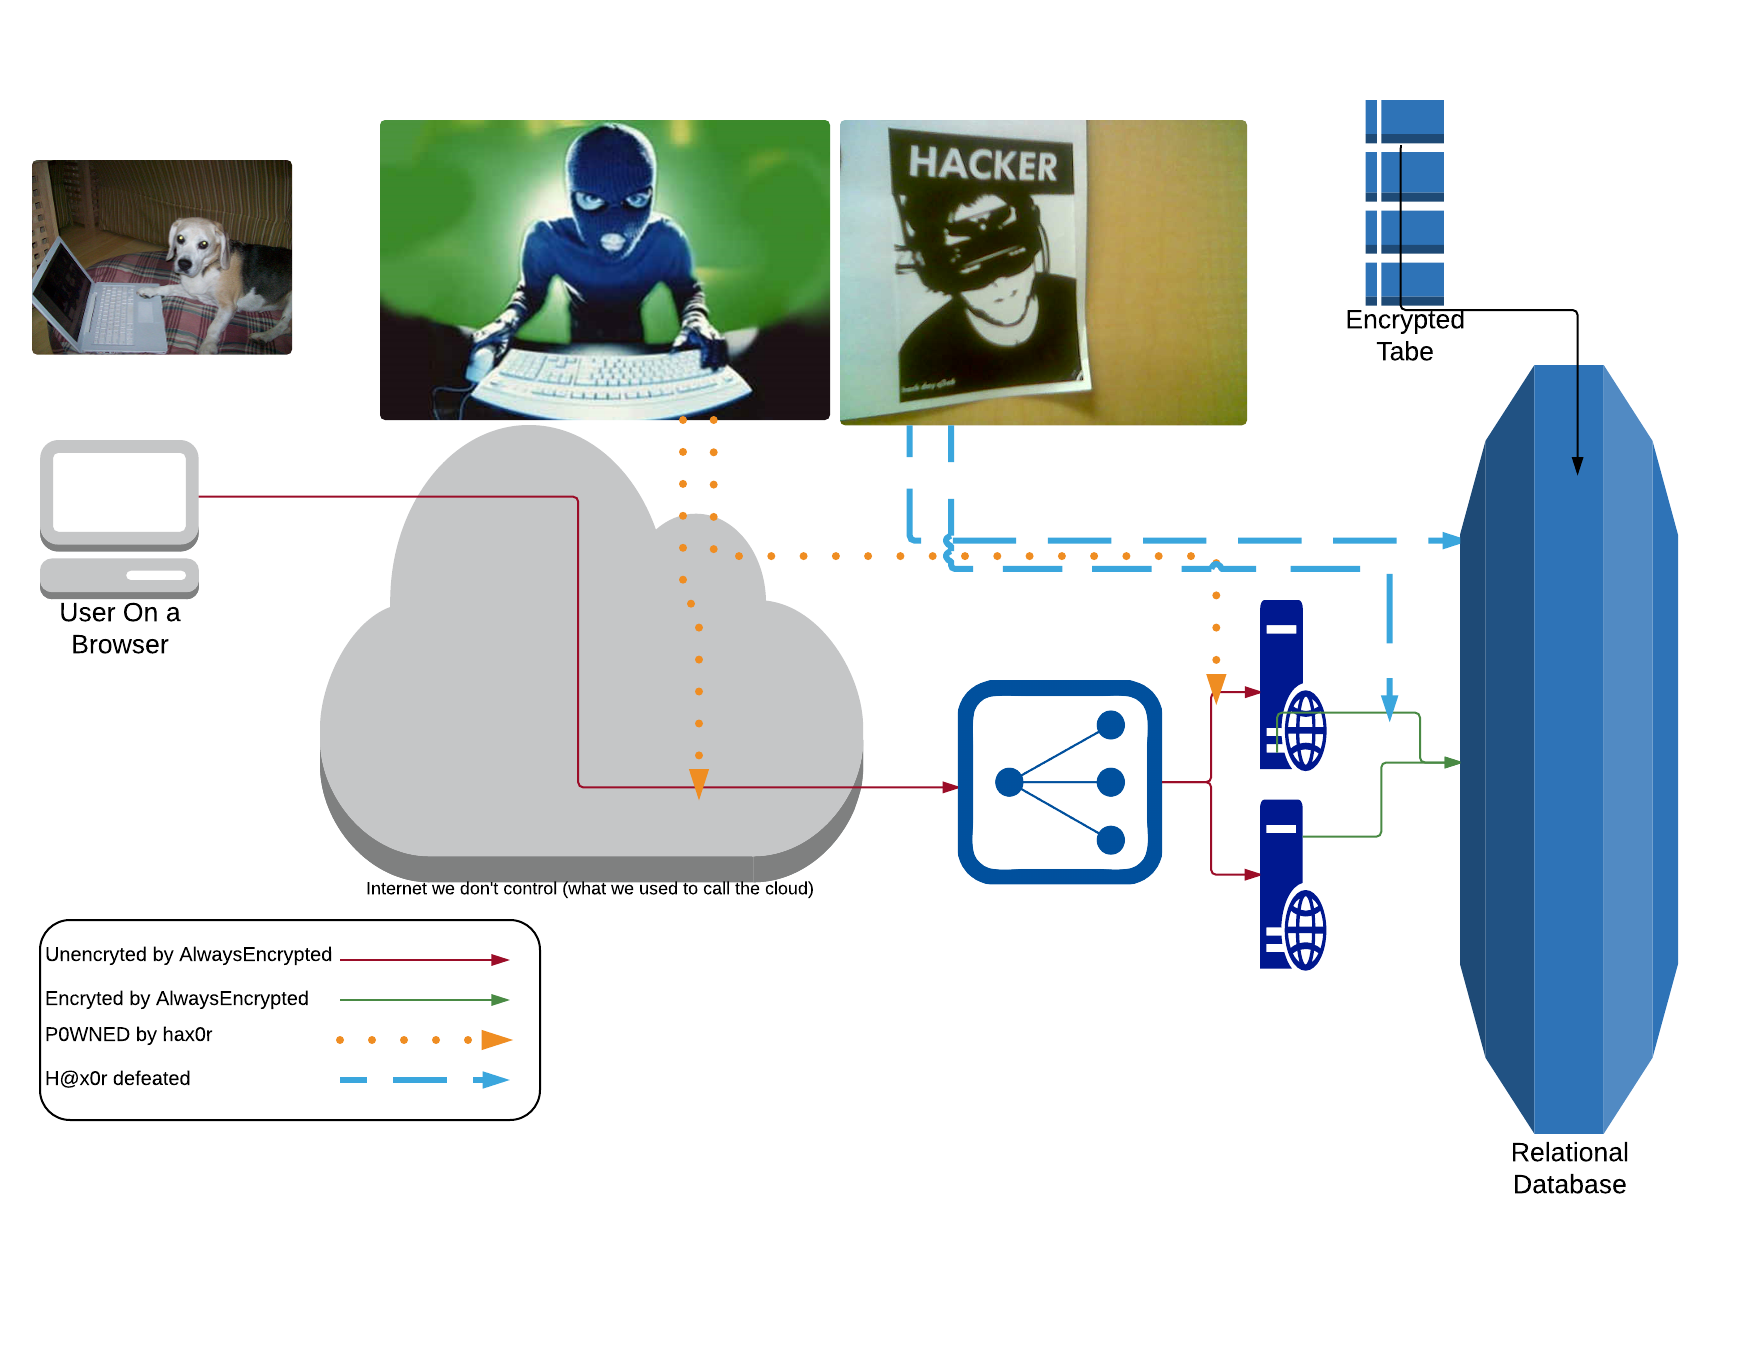 HACKER
Encrypted
Tabe
User On a
Browser
Internet we don't control (what we used to call the cloud)
Unencryted by AlwaysEncrypted
Encryted by AlwaysEncrypted
P0WNED by hax0r
H@x0r defeated
Relational
Database